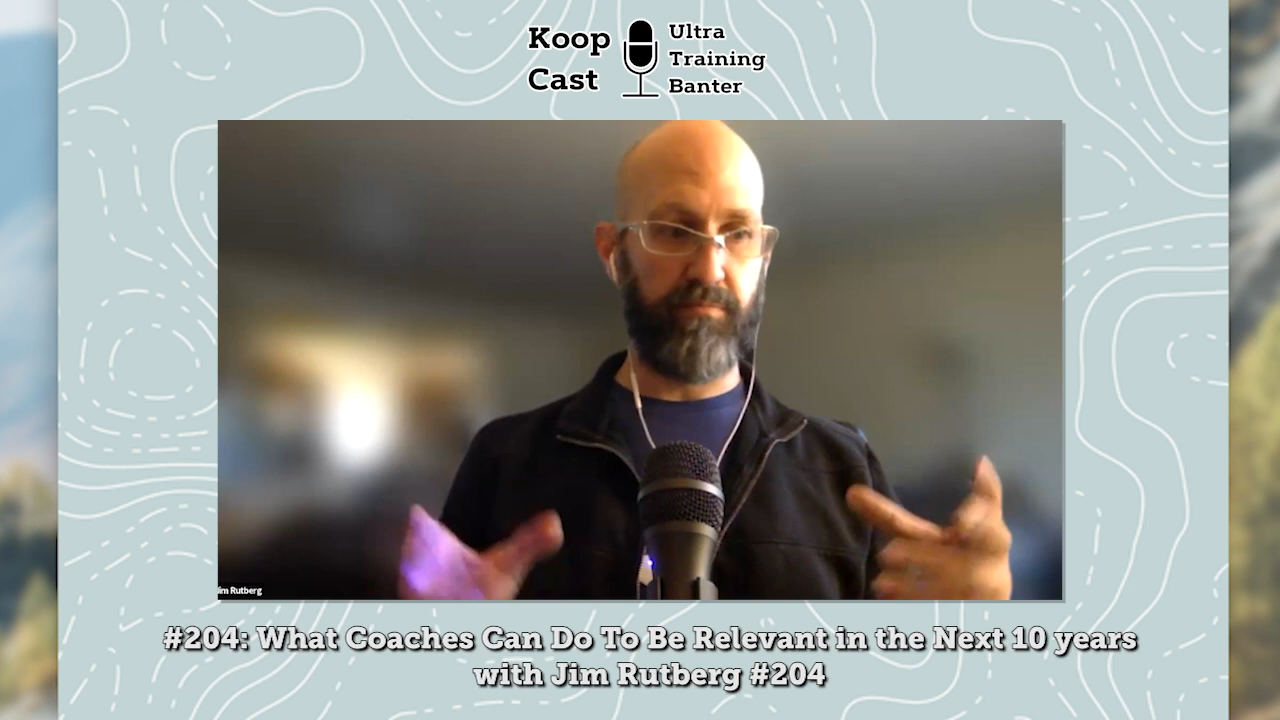 Koop
Cast
Ultra
Training
Banter
im Rutberg
#204: What Coaches Can Do To Be Relevant in the Next 10 years
with Jim Rutberg #204